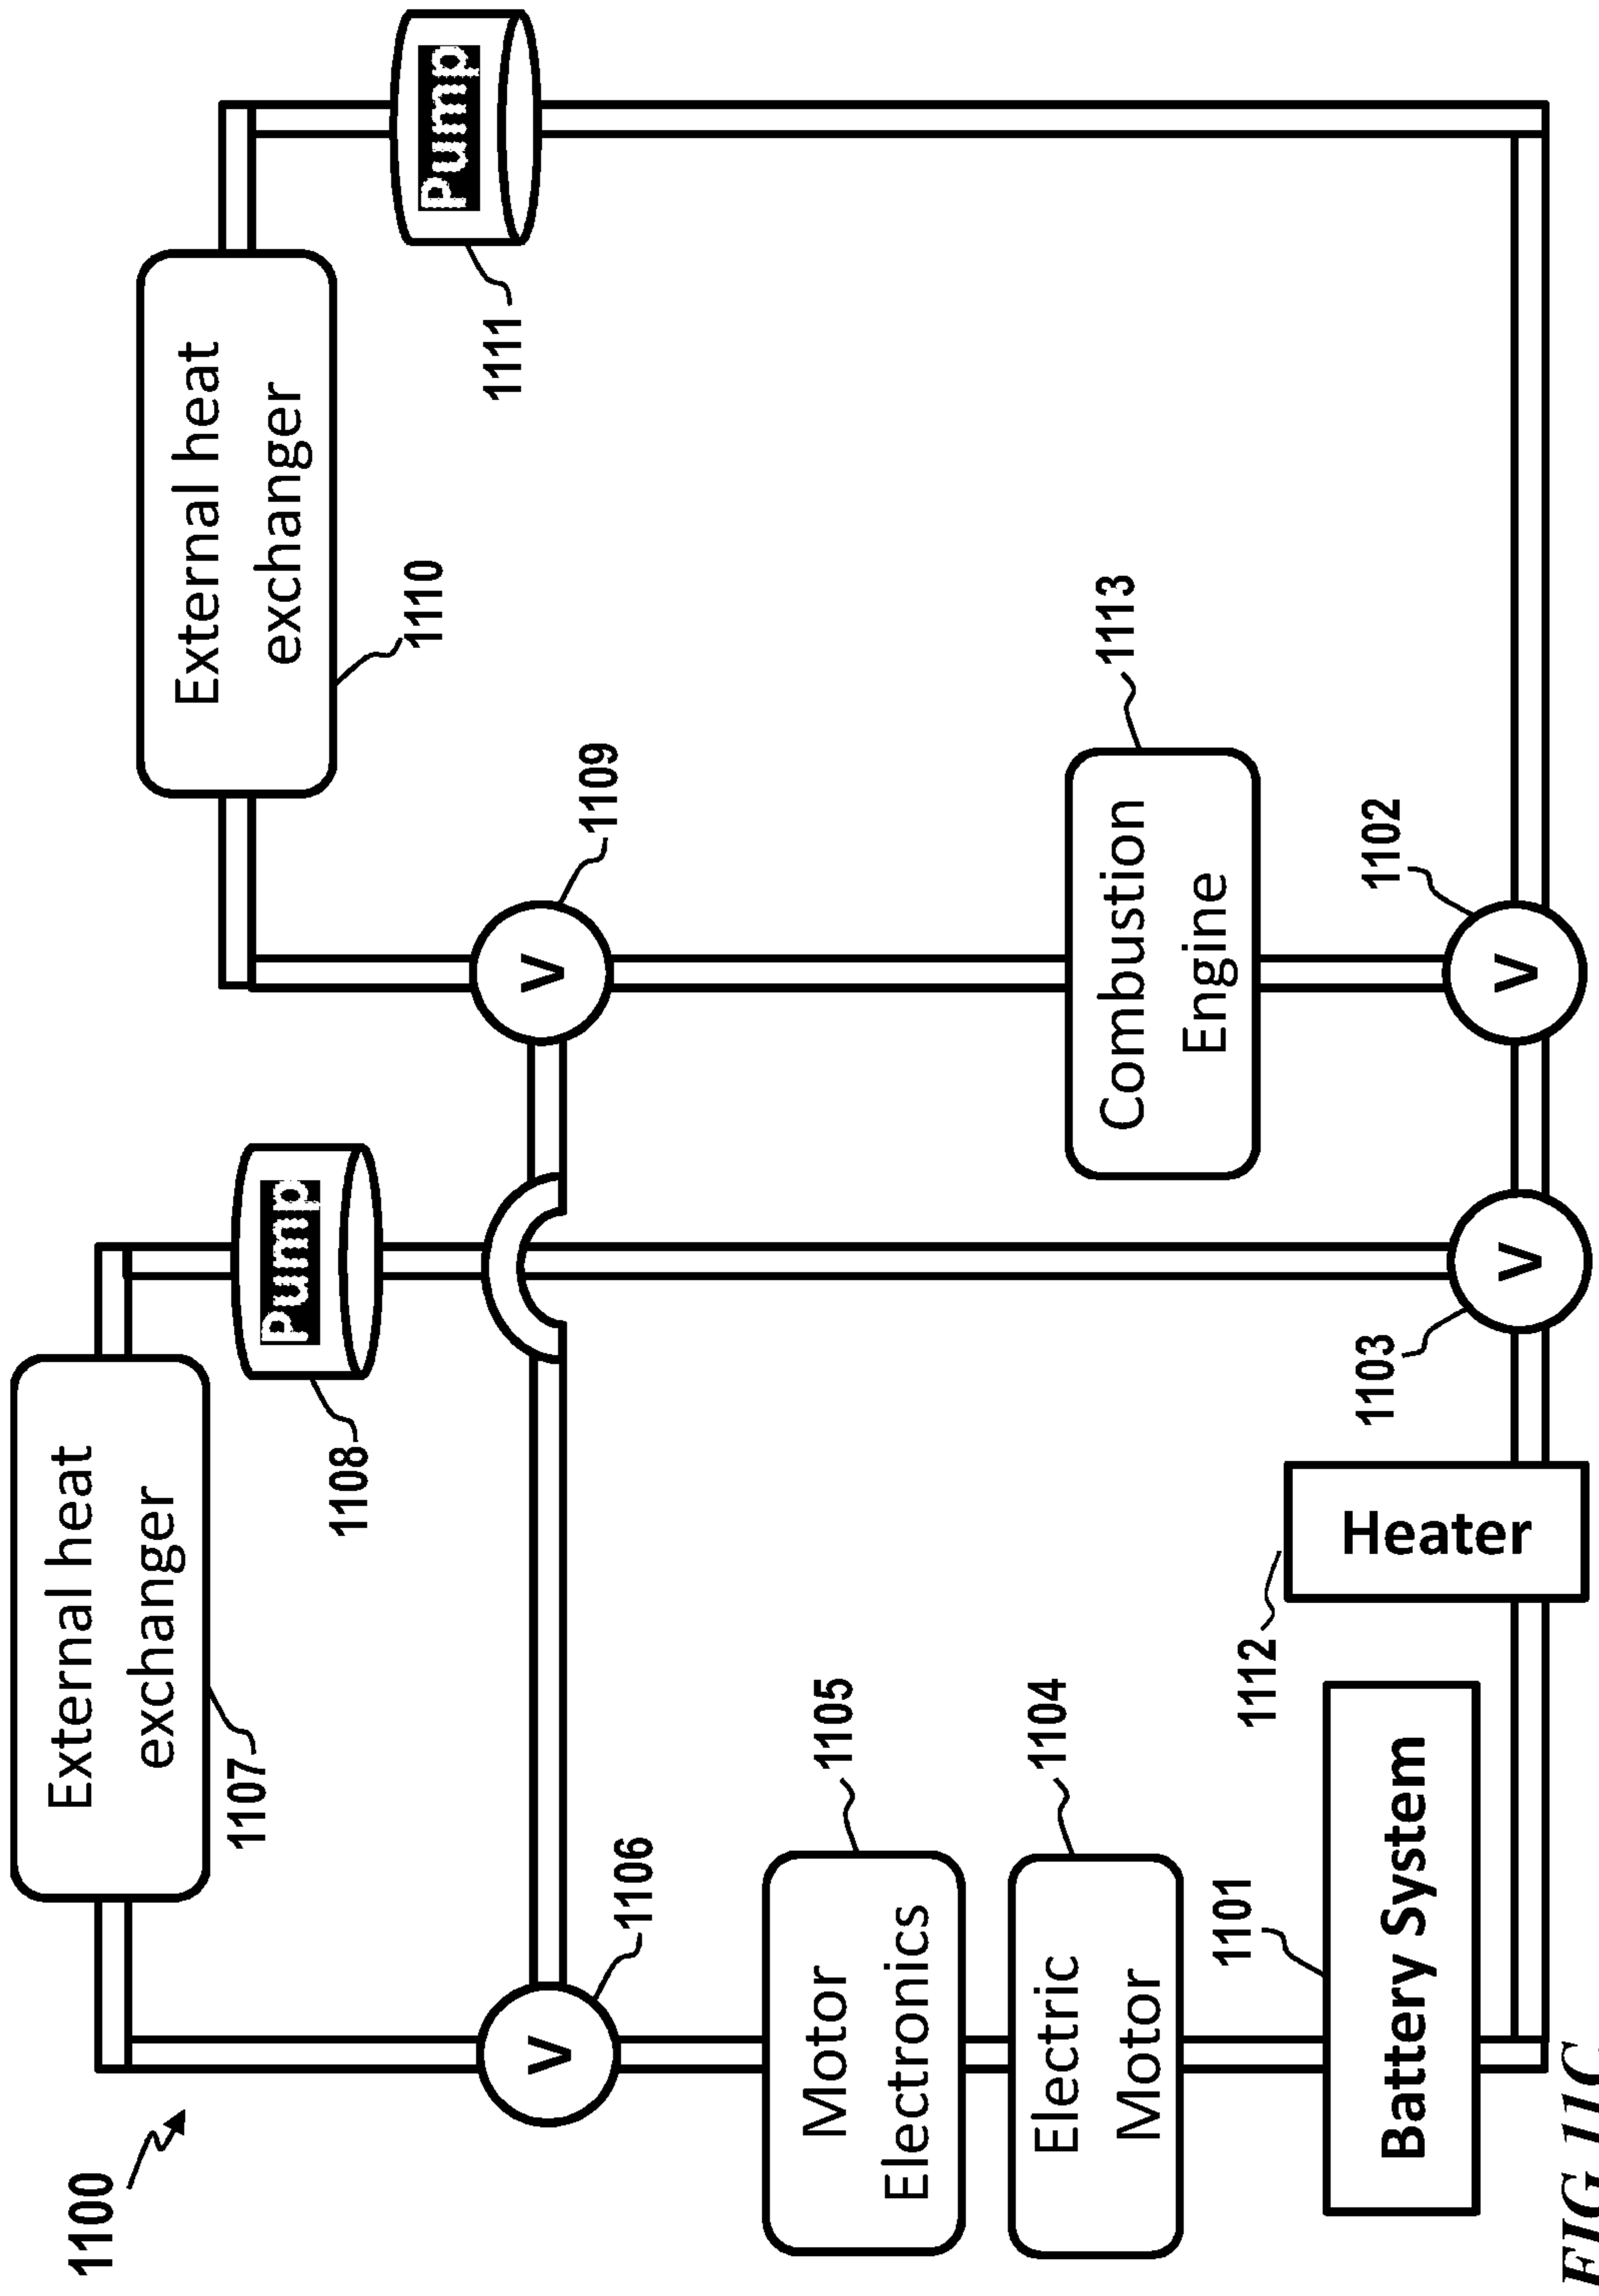 1100
External heat
exchanger
1107
Pump
1108
External heat
exchanger
1110
Pump
1111
V
1106
V
1109
Motor
Electronics
1105
Electric
Motor
1104
Combustion
Engine
1113
Battery System
1101
Heater
1112
V
1103
V
1102
FIG. 11C